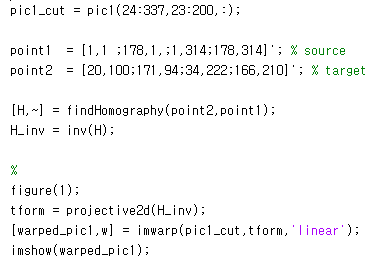 pic1_cut = pic1(24:337,23:200,:);
point1  = [1,1 ;178,1,;1,314;178,314]'; % source
point2  = [20,100;171,94;34,222;166,210]'; % target
[H,~] = findHomography(point2,point1);
H_inv = inv(H);
%
figure(1);
tform = projective2d(H_inv);
[warped_pic1,w] = imwarp(pic1_cut,tform,'linear');
imshow(warped_pic1);